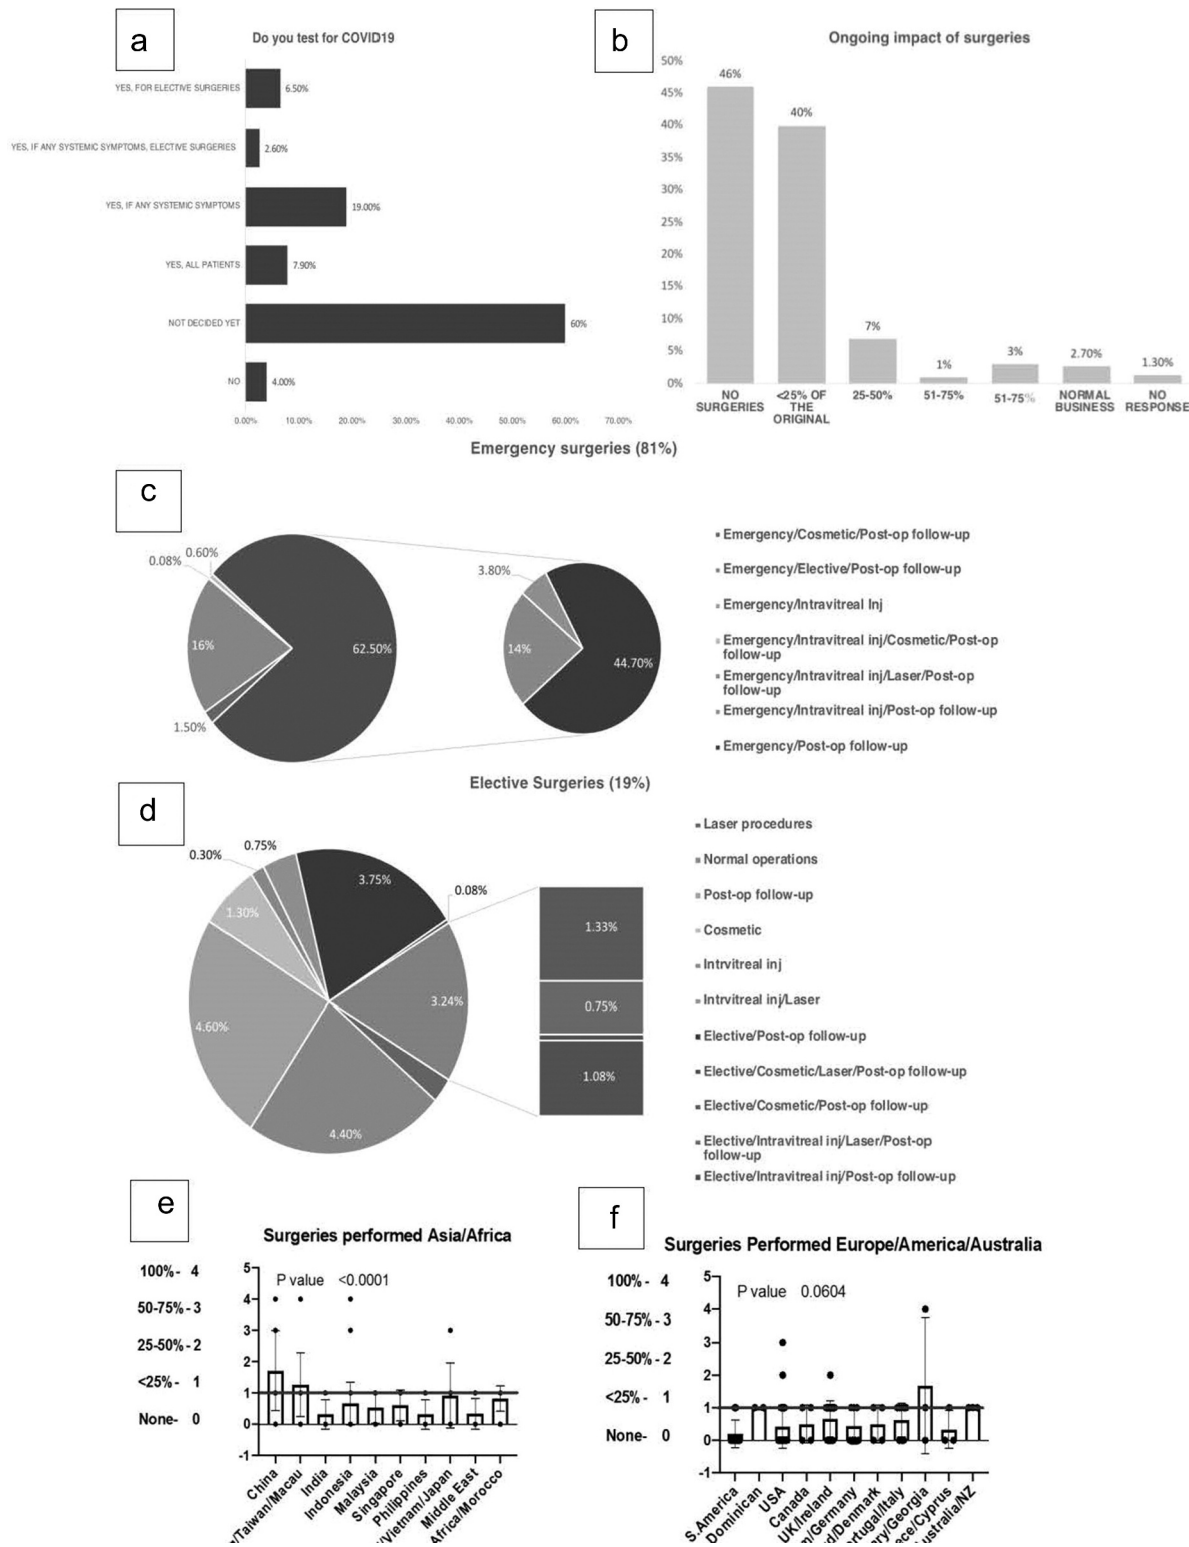 a
Do you test for COVID19
YES, FOR ELECTIVE SURGERIES
6.50%
YES, IF ANY SYSTEMIC SYMPTOMS, ELECTIVE SURGERIES
2.60%
YES, IF ANY SYSTEMIC SYMPTOMS
19.00%
YES, ALL PATIENTS
7.90%
NOT DECIDED YET
60%
NO
4.00%
0.00% 10.00% 20.00% 30.00% 40.00% 50.00% 60.00% 70.00%
b
Ongoing impact of surgeries
50%
45%
40%
35%
30%
25%
20%
15%
10%
5%
0%
46%
40%
7%
1%
3%
2.70%
1.30%
NO
SURGERIES
<25% OF
THE
ORIGINAL
25-50%
51-75%
51-75%
NORMAL
BUSINESS
NO
RESPONSE
Emergency surgeries (81%)
c
0.60%
0.08%
16%
1.50%
62.50%
3.80%
14%
44.70%
Emergency/Cosmetic/Post-op follow-up
Emergency/Elective/Post-op follow-up
Emergency/Intravitreal Inj
Emergency/Intravitreal inj/Cosmetic/Post-op
follow-up
Emergency/Intravitreal inj/Laser/Post-op
follow-up
Emergency/Intravitreal inj/Post-op follow-up
Emergency/Post-op follow-up
Elective Surgeries (19%)
d
0.30%
0.75%
3.75%
0.08%
1.30%
3.24%
4.60%
4.40%
1.33%
0.75%
1.08%
Laser procedures
Normal operations
Post-op follow-up
Cosmetic
Intrvitreal inj
Intrvitreal inj/Laser
Elective/Post-op follow-up
Elective/Cosmetic/Laser/Post-op follow-up
Elective/Cosmetic/Post-op follow-up
Elective/Intravitreal inj/Laser/Post-op
follow-up
Elective/Intravitreal inj/Post-op follow-up
e
Surgeries performed Asia/Africa
100%- 4
50-75%- 3
25-50%- 2
<25%- 1
None- 0
5
4
3
2
1
0
-1
P value <0.0001
China
/Taiwan/Macau
India
Indonesia
Malaysia
Singapore
Philippines
/Vietnam/Japan
Middle East
Africa/Morocco
f
Surgeries Performed Europe/America/Australia
100%- 4
50-75%- 3
25-50%- 2
<25%- 1
None- 0
5
4
3
2
1
0
-1
P value 0.0604
S.America
Dominican
USA
Canada
UK/Ireland
/Germany
/Denmark
/Italy
/Georgia
/Cyprus
/NZ